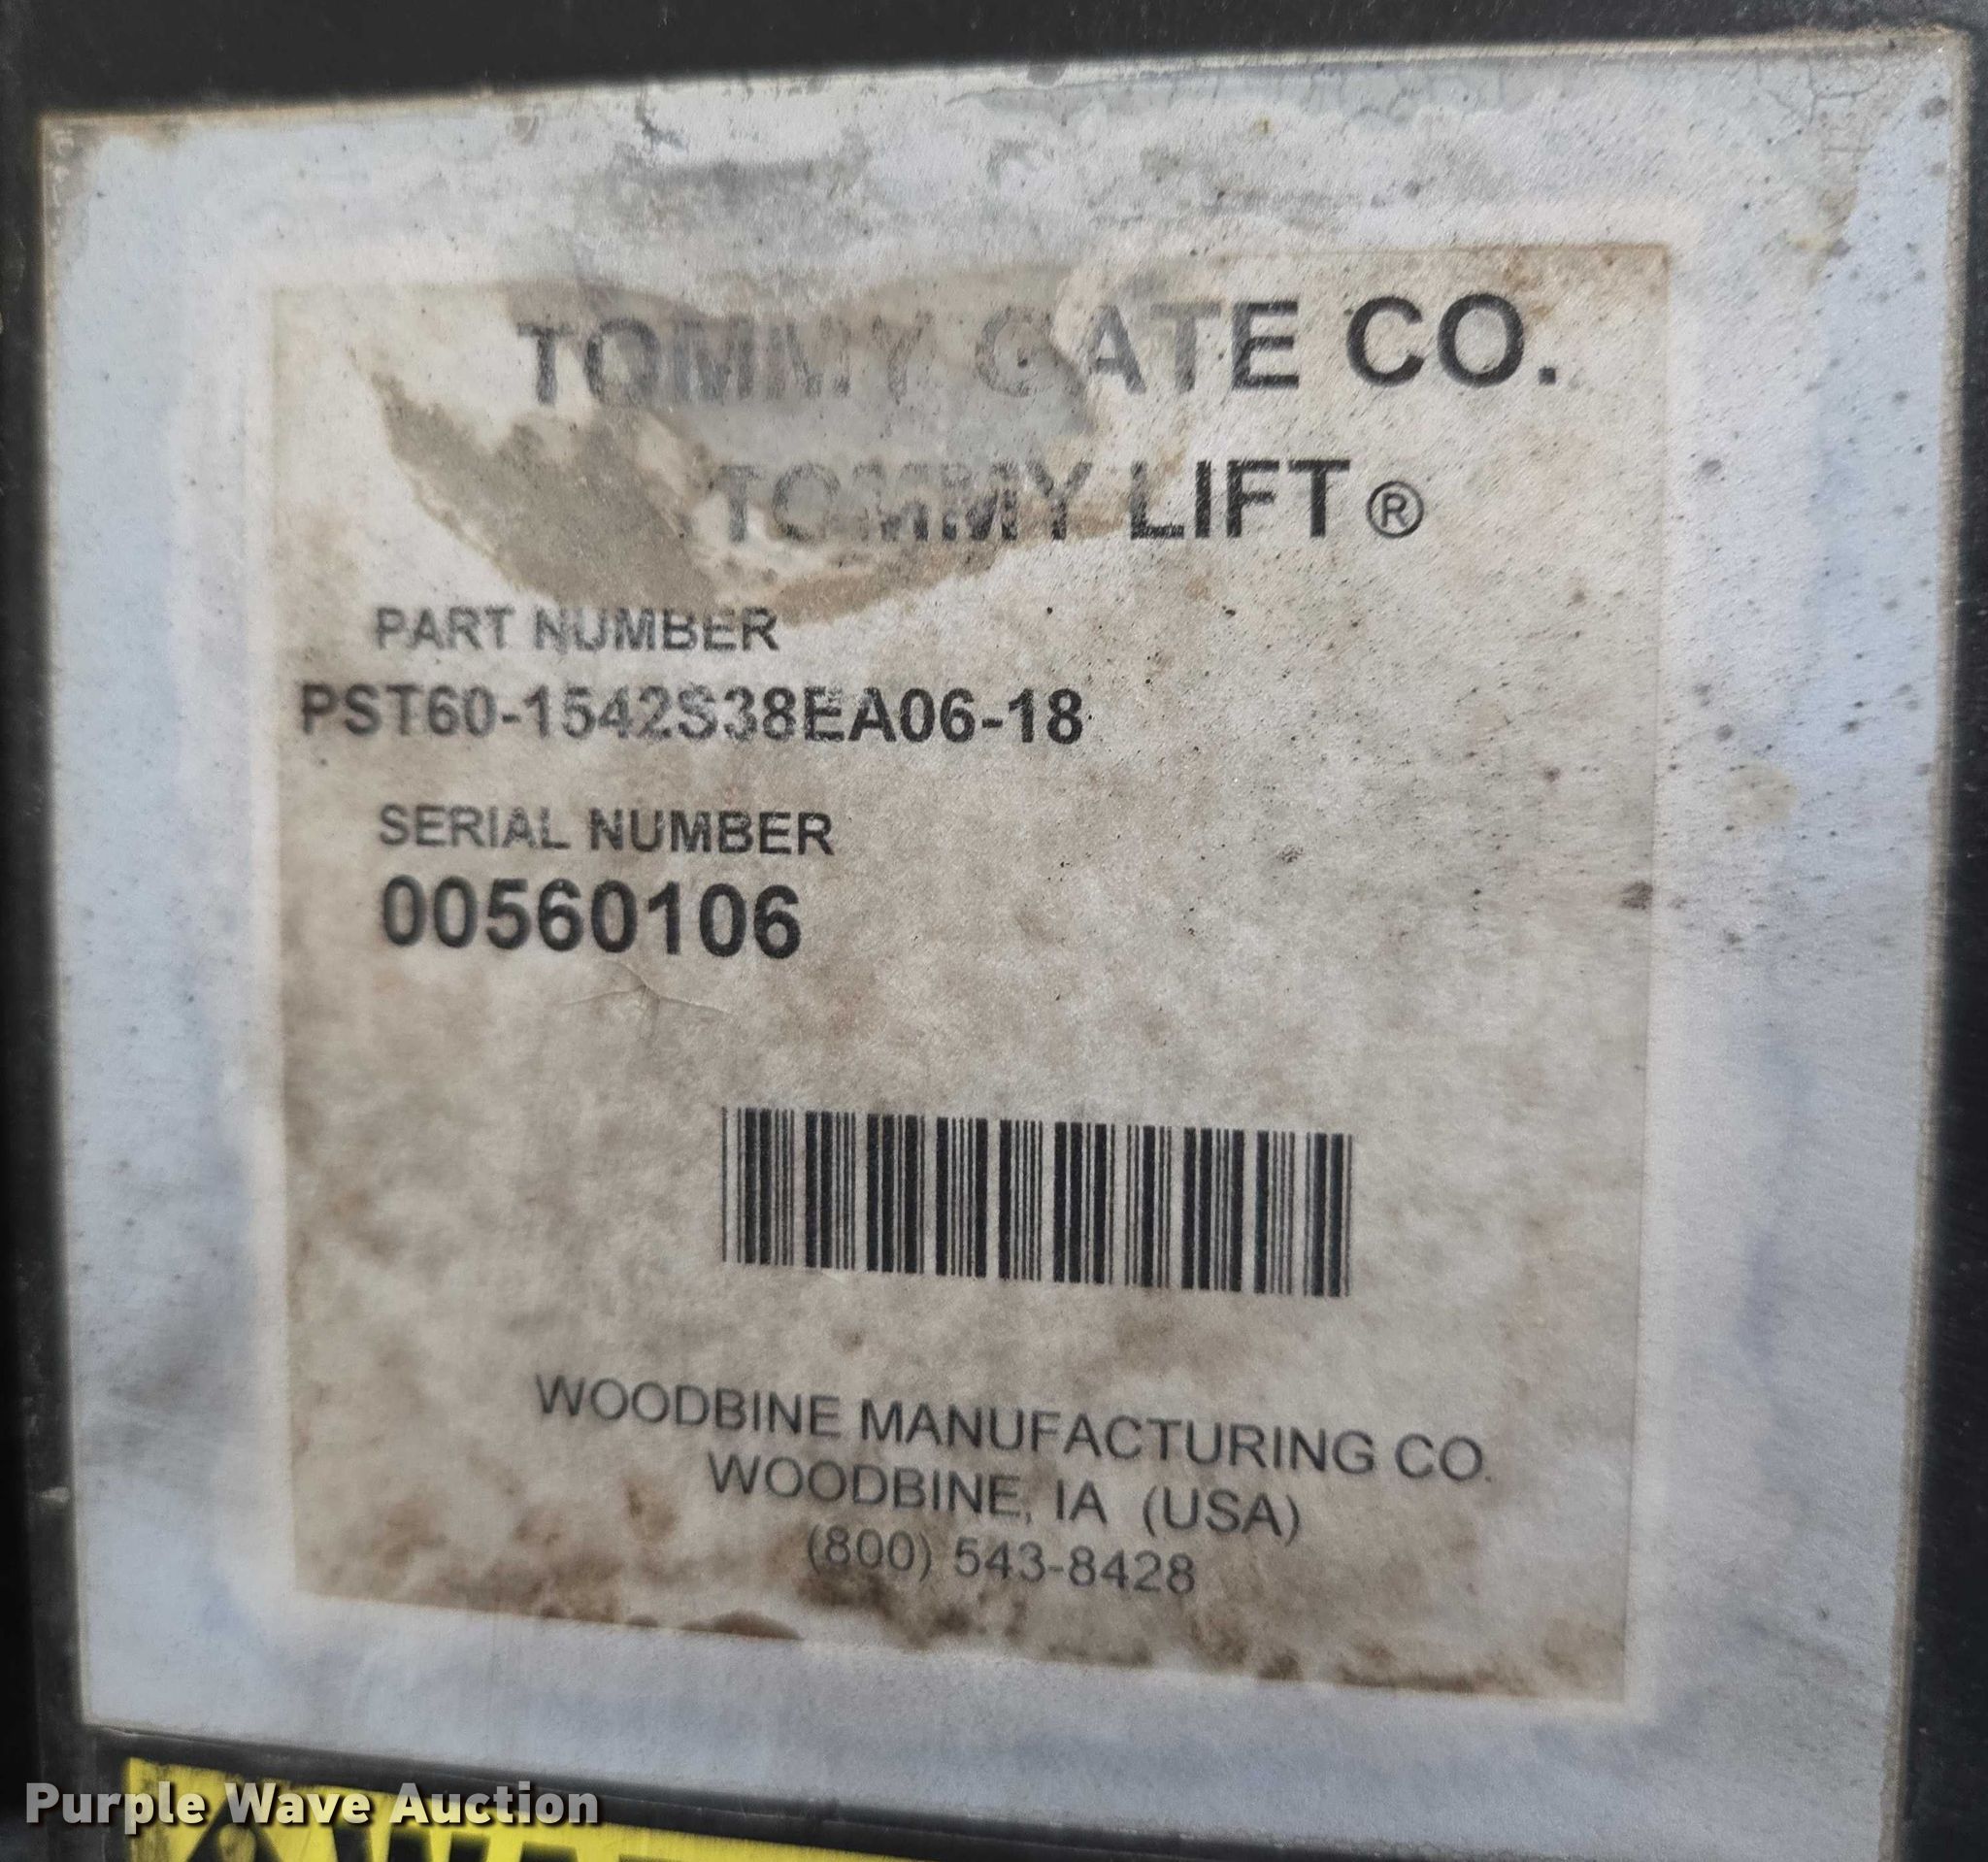 TOMMY GATE CO.
TOMMY LIFT®
PART NUMBER
PST60-1542S38EA06-18
SERIAL NUMBER
00560106
WOODBINE MANUFACTURING CO.
WOODBINE, IA (USA)
(800) 543-8428
Purple Wave Auction